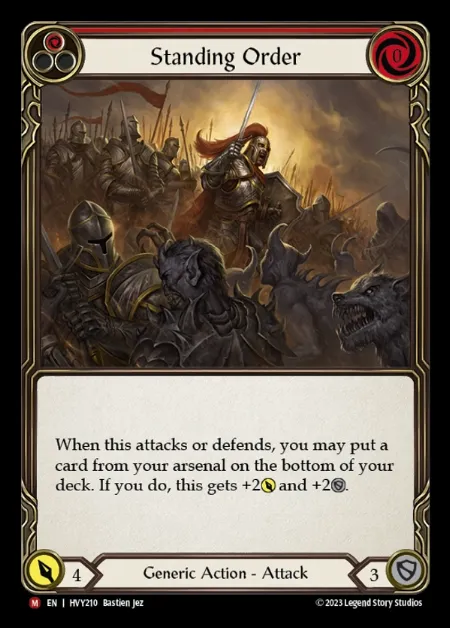 Standing Order
0
When this attacks or defends, you may put a
card from your arsenal on the bottom of your
deck. If you do, this gets +2 and +2.
4 Generic Action - Attack 3
M EN | HVY210 Bastien Jez © 2023 Legend Story Studios